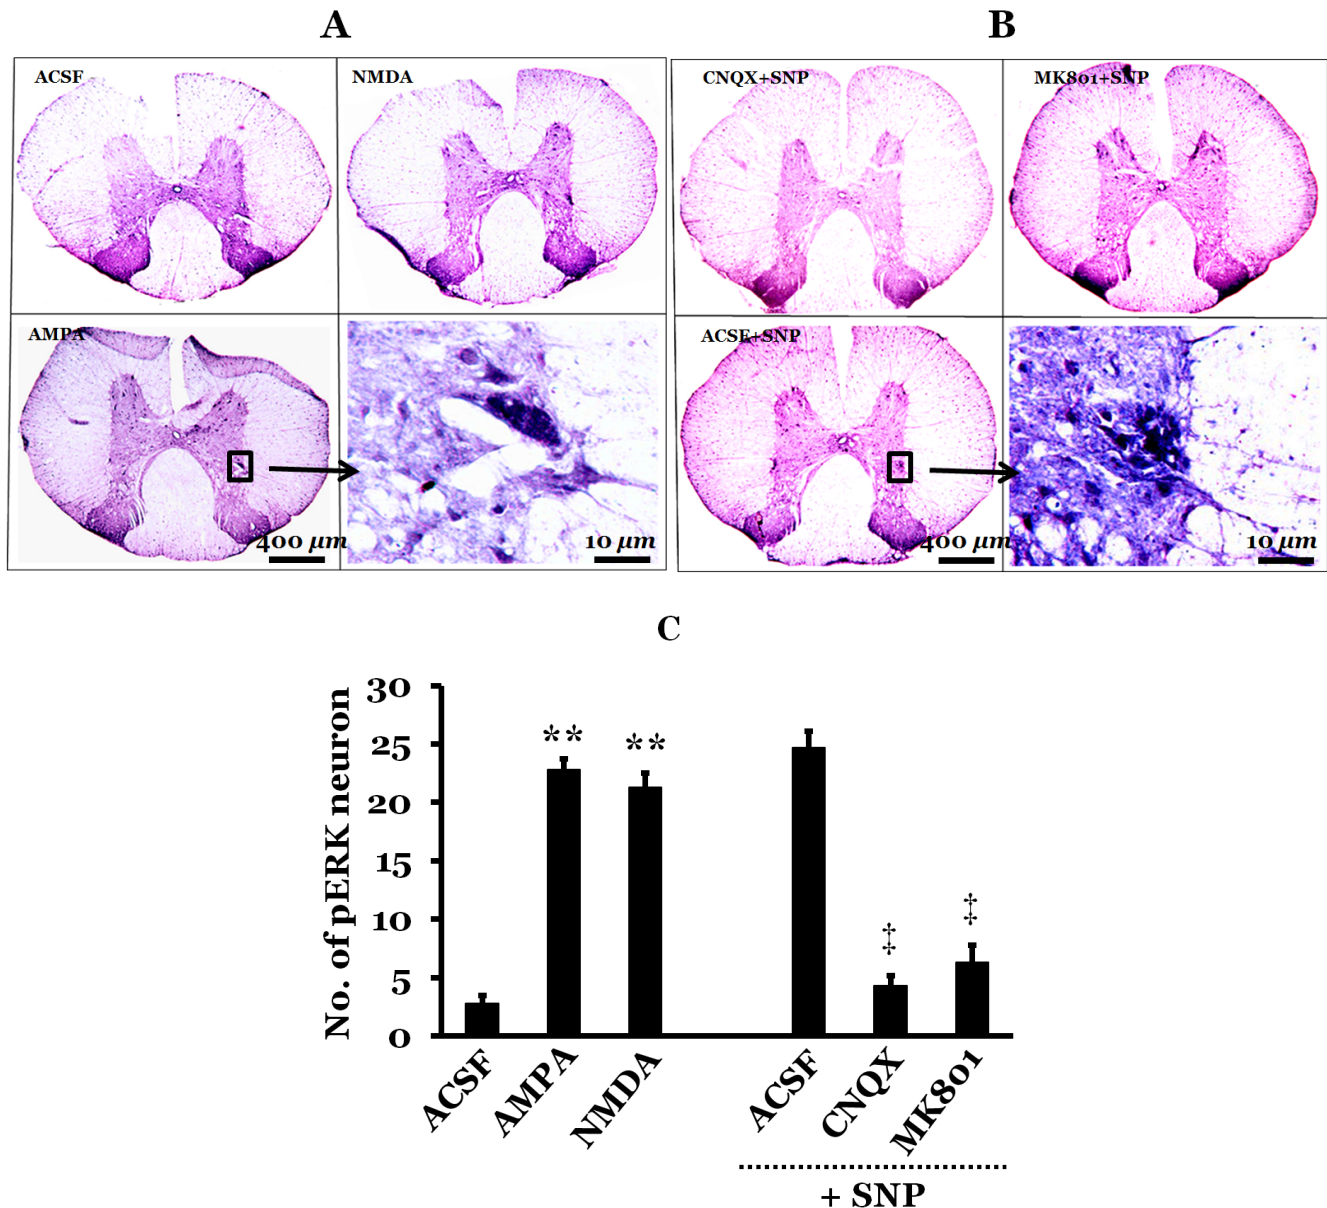 A
B
ACSF
NMDA
CNQX+SNP
MK801+SNP
AMPA
ACSF+SNP
400 μm
10 μm
400 μm
10 μm
C
No. of pERK neuron
30
25
20
15
10
5
0
**
**
‡
‡
ACSF
AMPA
NMDA
ACSF
CNQX
MK801
+ SNP